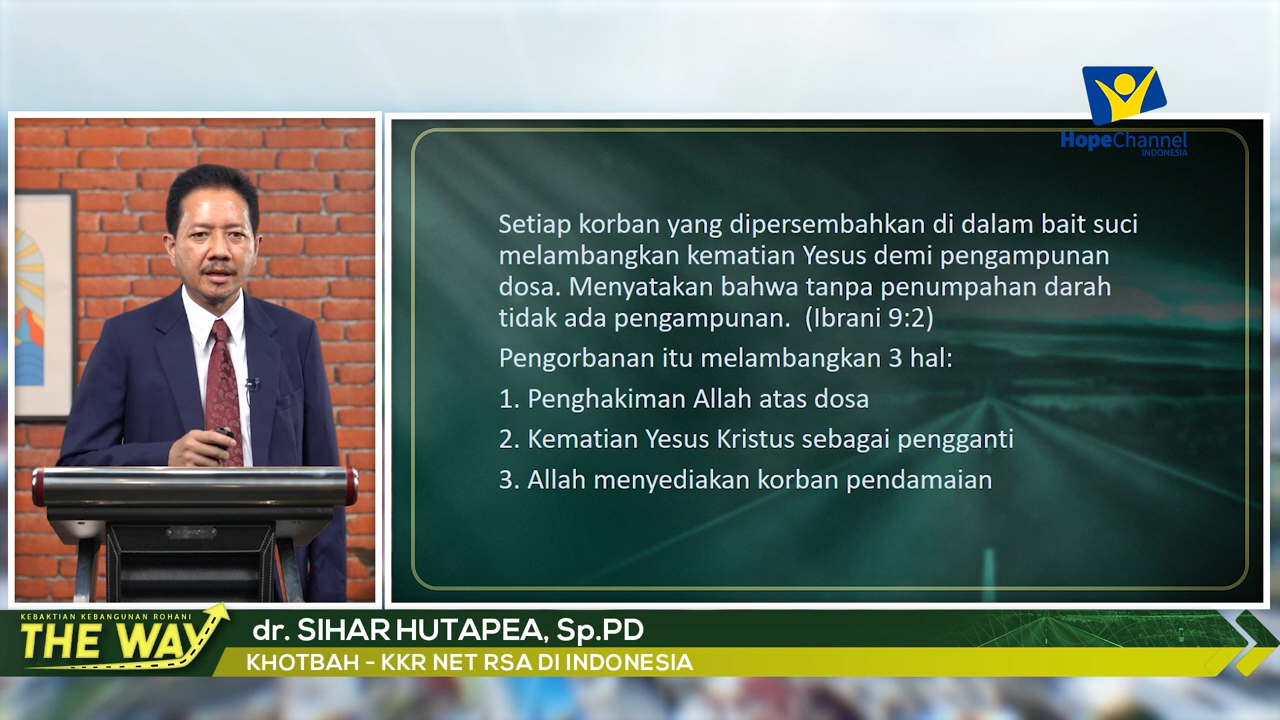 HopeChannel
INDONESIA
Setiap korban yang dipersembahkan di dalam bait suci
melambangkan kematian Yesus demi pengampunan
dosa. Menyatakan bahwa tanpa penumpahan darah
tidak ada pengampunan.  (Ibrani 9:2)
Pengorbanan itu melambangkan 3 hal:
1. Penghakiman Allah atas dosa
2. Kematian Yesus Kristus sebagai pengganti
3. Allah menyediakan korban pendamaian
KEBAKTIAN KEBANGUNAN ROHANI
THE WAY
dr. SIHAR HUTAPEA, Sp.PD
KHOTBAH - KKR NET RSA DI INDONESIA